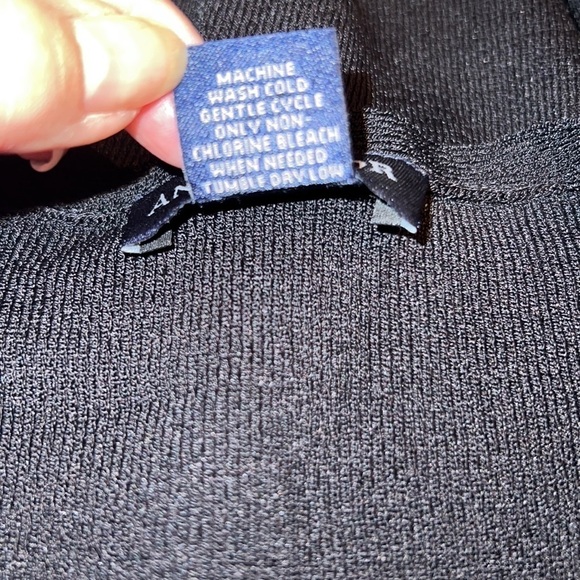 MACHINE
WASH COLD
GENTLE CYCLE
ONLY NON-
CHLORINE BLEACH
WHEN NEEDED
TUMBLE DRY LOW